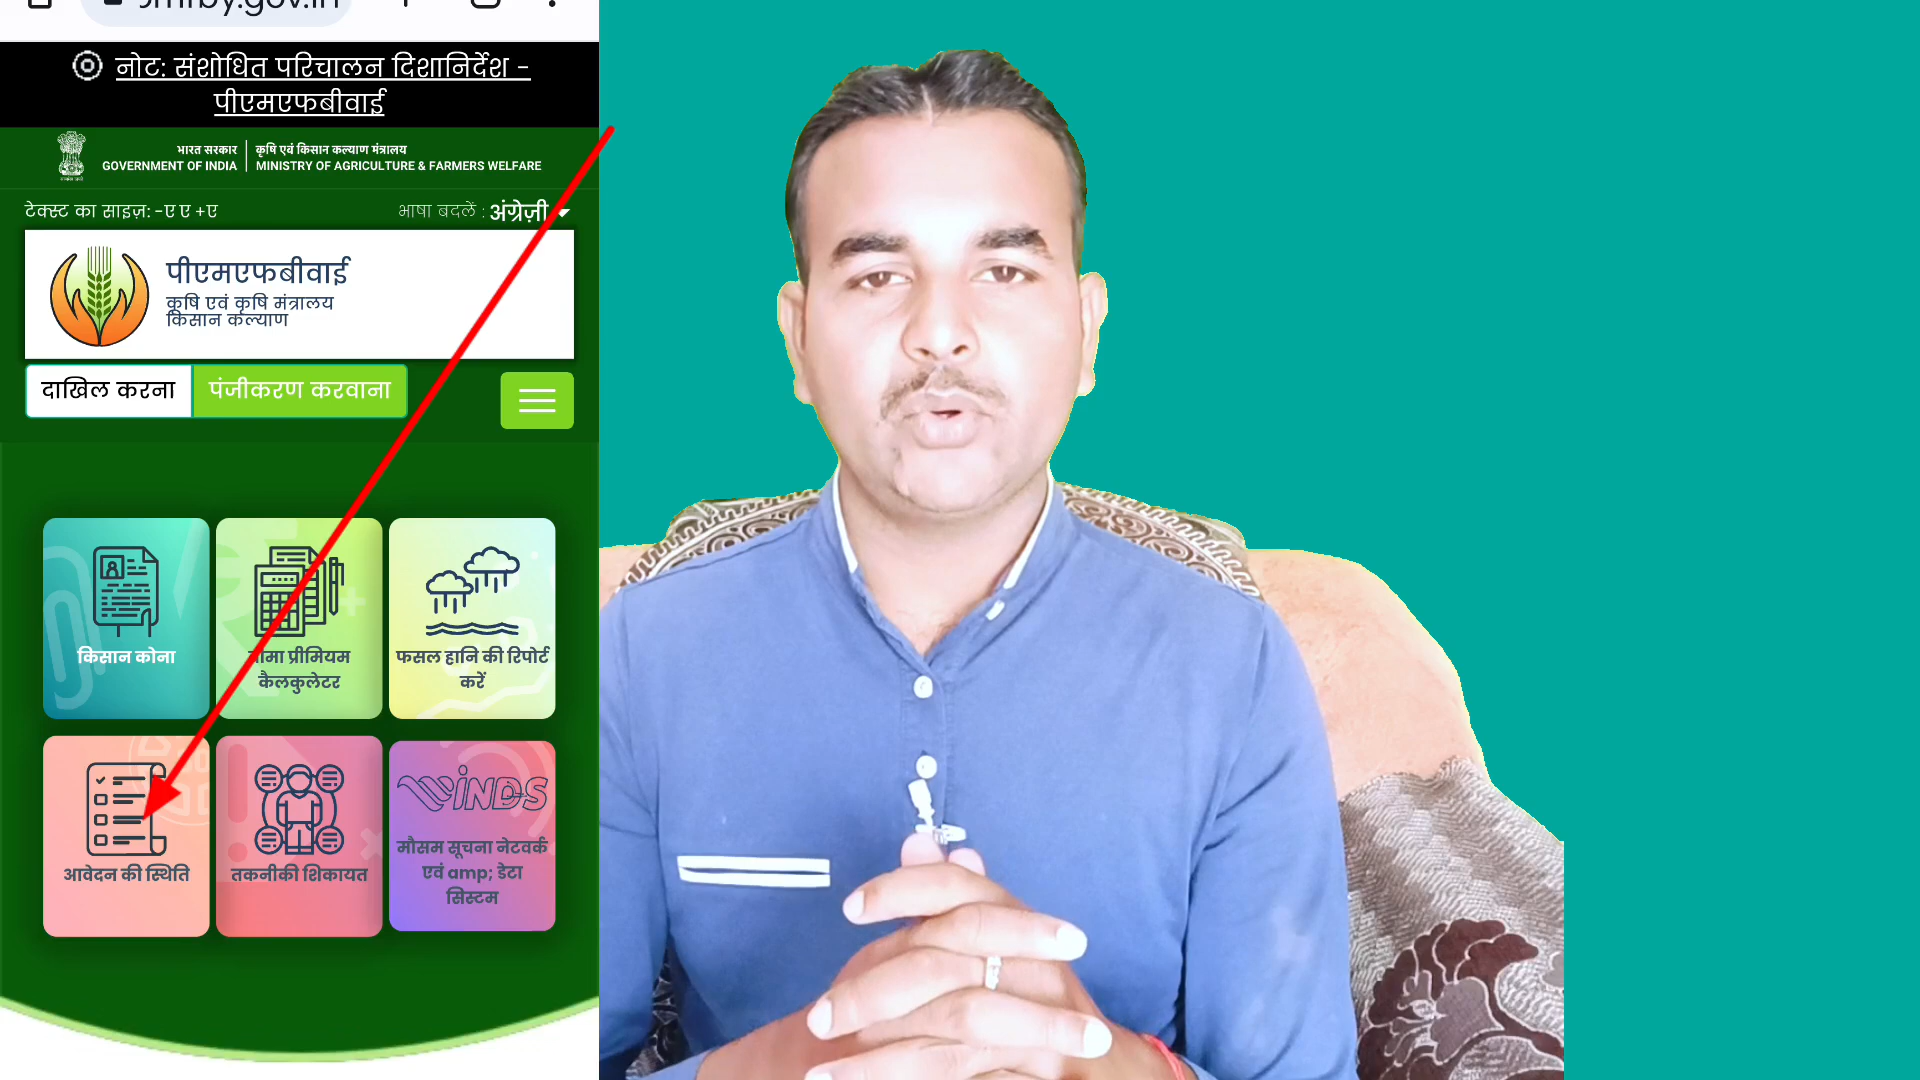 नोट: संशोधित परिचालन दिशानिर्देश -
पीएमएफबीवाई
भारत सरकार
GOVERNMENT OF INDIA
कृषि एवं किसान कल्याण मंत्रालय
MINISTRY OF AGRICULTURE & FARMERS WELFARE
टेक्स्ट का साइज़: -ए ए +ए
भाषा बदलें : अंग्रेज़ी
पीएमएफबीवाई
कृषि एवं कृषि मंत्रालय
किसान कल्याण
दाखिल करना
पंजीकरण करवाना
किसान कोना
प्रीमियम
कैलकुलेटर
फसल हानि की रिपोर्ट
करें
आवेदन की स्थिति
तकनीकी शिकायत
WINDS
मौसम सूचना नेटवर्क
एवं amp; डेटा
सिस्टम